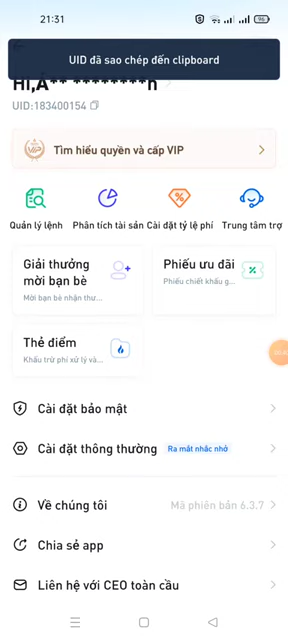 21:31
96
UID đã sao chép đến clipboard
Hi,A** ********n
UID:183400154
VIP
Tìm hiểu quyền và cấp VIP
Quản lý lệnh Phân tích tài sản Cài đặt tỷ lệ phí Trung tâm trợ
Giải thưởng mời bạn bè
Mời bạn bè nhận thư...
Phiếu ưu đãi
Phiếu chiết khấu g...
Thẻ điểm
Khấu trừ phí xử lý và...
Cài đặt bảo mật
Cài đặt thông thường Ra mắt nhắc nhở
Về chúng tôi Mã phiên bản 6.3.7
Chia sẻ app
Liên hệ với CEO toàn cầu